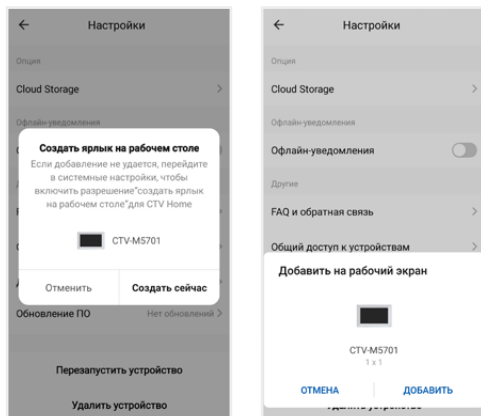 Настройки
Опция
Cloud Storage
Офлайн-уведомления
Создать ярлык на рабочем столе
Если добавление не удается, перейдите
в системные настройки, чтобы
включить разрешение"создать ярлык
на рабочем столе"для CTV Home
CTV-M5701
Отменить
Создать сейчас
Обновление ПО
Нет обновлений
Перезапустить устройство
Удалить устройство
Настройки
Опция
Cloud Storage
Офлайн-уведомления
Офлайн-уведомления
Другие
FAQ и обратная связь
Общий доступ к устройствам
Добавить на рабочий экран
CTV-M5701
1 x 1
ОТМЕНА
ДОБАВИТЬ